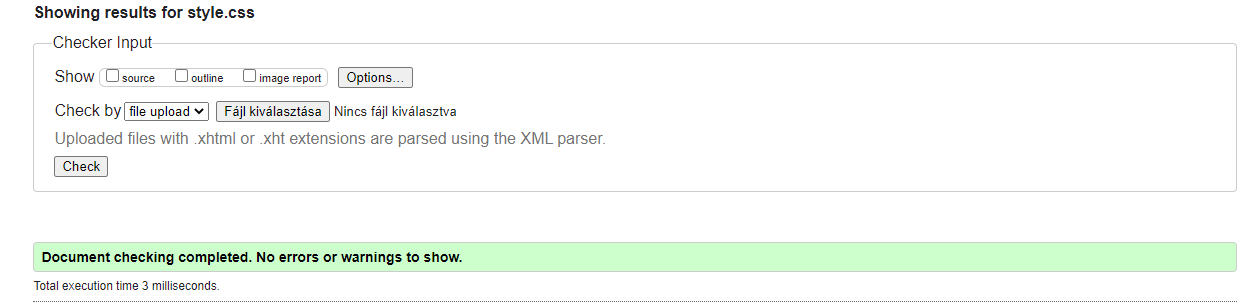 Showing results for style.css
Checker Input
Show source outline image report Options...
Check by file upload Fájl kiválasztása Nincs fájl kiválasztva
Uploaded files with .xhtml or .xht extensions are parsed using the XML parser.
Check
Document checking completed. No errors or warnings to show.
Total execution time 3 milliseconds.